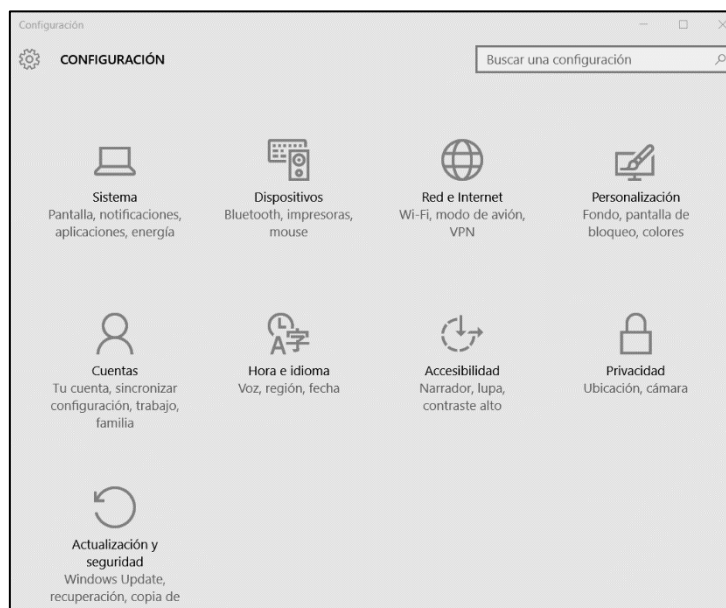 Configuración
CONFIGURACIÓN
Buscar una configuración
Sistema
Pantalla, notificaciones,
aplicaciones, energía
Dispositivos
Bluetooth, impresoras,
mouse
Red e Internet
Wi-Fi, modo de avión,
VPN
Personalización
Fondo, pantalla de
bloqueo, colores
Cuentas
Tu cuenta, sincronizar
configuración, trabajo,
familia
Hora e idioma
Voz, región, fecha
Accesibilidad
Narrador, lupa,
contraste alto
Privacidad
Ubicación, cámara
Actualización y
seguridad
Windows Update,
recuperación, copia de